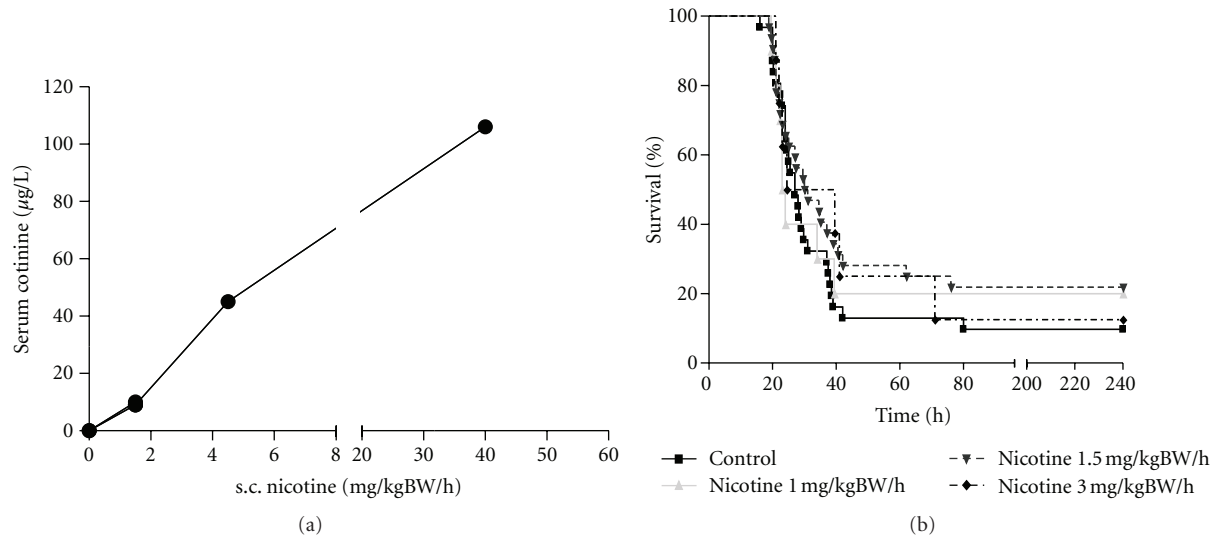 120
100
80
60
40
20
0
Serum cotinine (µg/L)
0 2 4 6 8 20 30 40 50 60
s.c. nicotine (mg/kgBW/h)
(a)
100
80
60
40
20
0
Survival (%)
0 20 40 60 80 200 220 240
Time (h)
Control
Nicotine 1 mg/kgBW/h
Nicotine 1.5 mg/kgBW/h
Nicotine 3 mg/kgBW/h
(b)